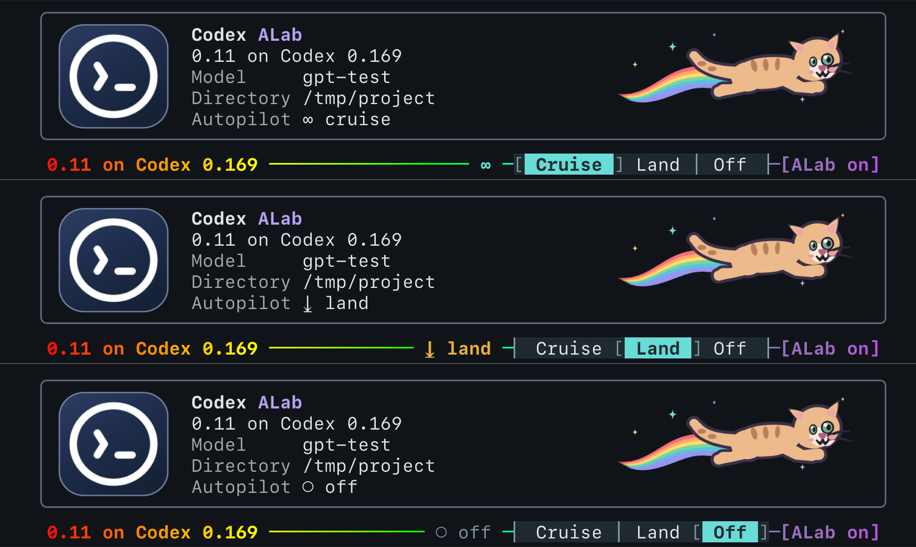 Codex ALab
0.11 on Codex 0.169
Model gpt-test
Directory /tmp/project
Autopilot ∞ cruise
0.11 on Codex 0.169 ∞ [ Cruise ] Land | Off ├─[ALab on]
Codex ALab
0.11 on Codex 0.169
Model gpt-test
Directory /tmp/project
Autopilot ⤓ land
0.11 on Codex 0.169 ⤓ land ─┤ Cruise [ Land ] Off ├─[ALab on]
Codex ALab
0.11 on Codex 0.169
Model gpt-test
Directory /tmp/project
Autopilot ○ off
0.11 on Codex 0.169 ○ off ─┤ Cruise | Land [ Off ]─[ALab on]